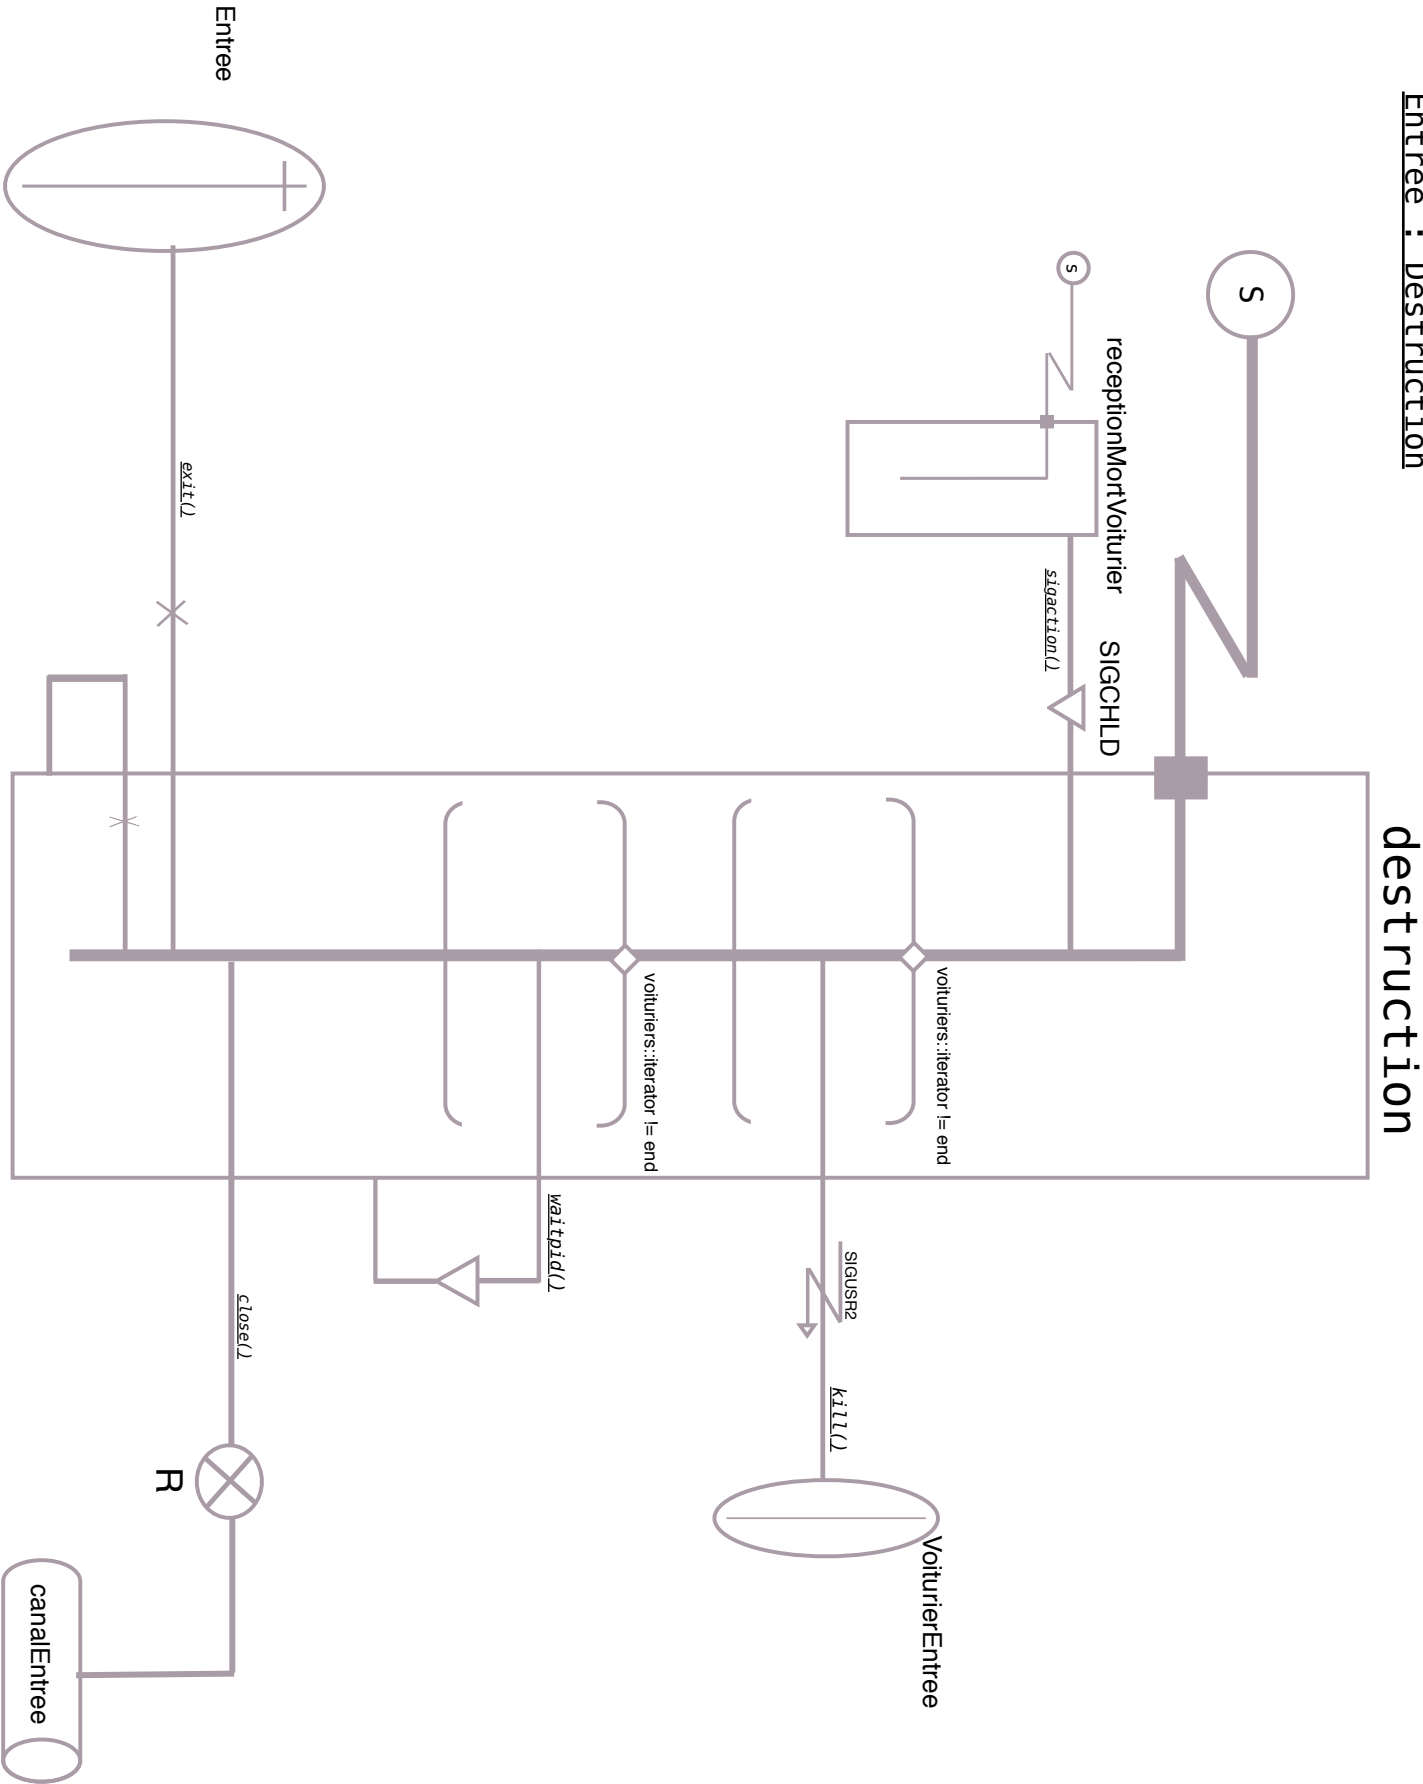 Entree : Destruction
destruction
S
s
receptionMortVoiturier
sigaction()
SIGCHLD
voituriers::iterator != end
SIGUSR2
kill()
VoiturierEntree
voituriers::iterator != end
waitpid()
close()
R
canalEntree
exit()
Entree